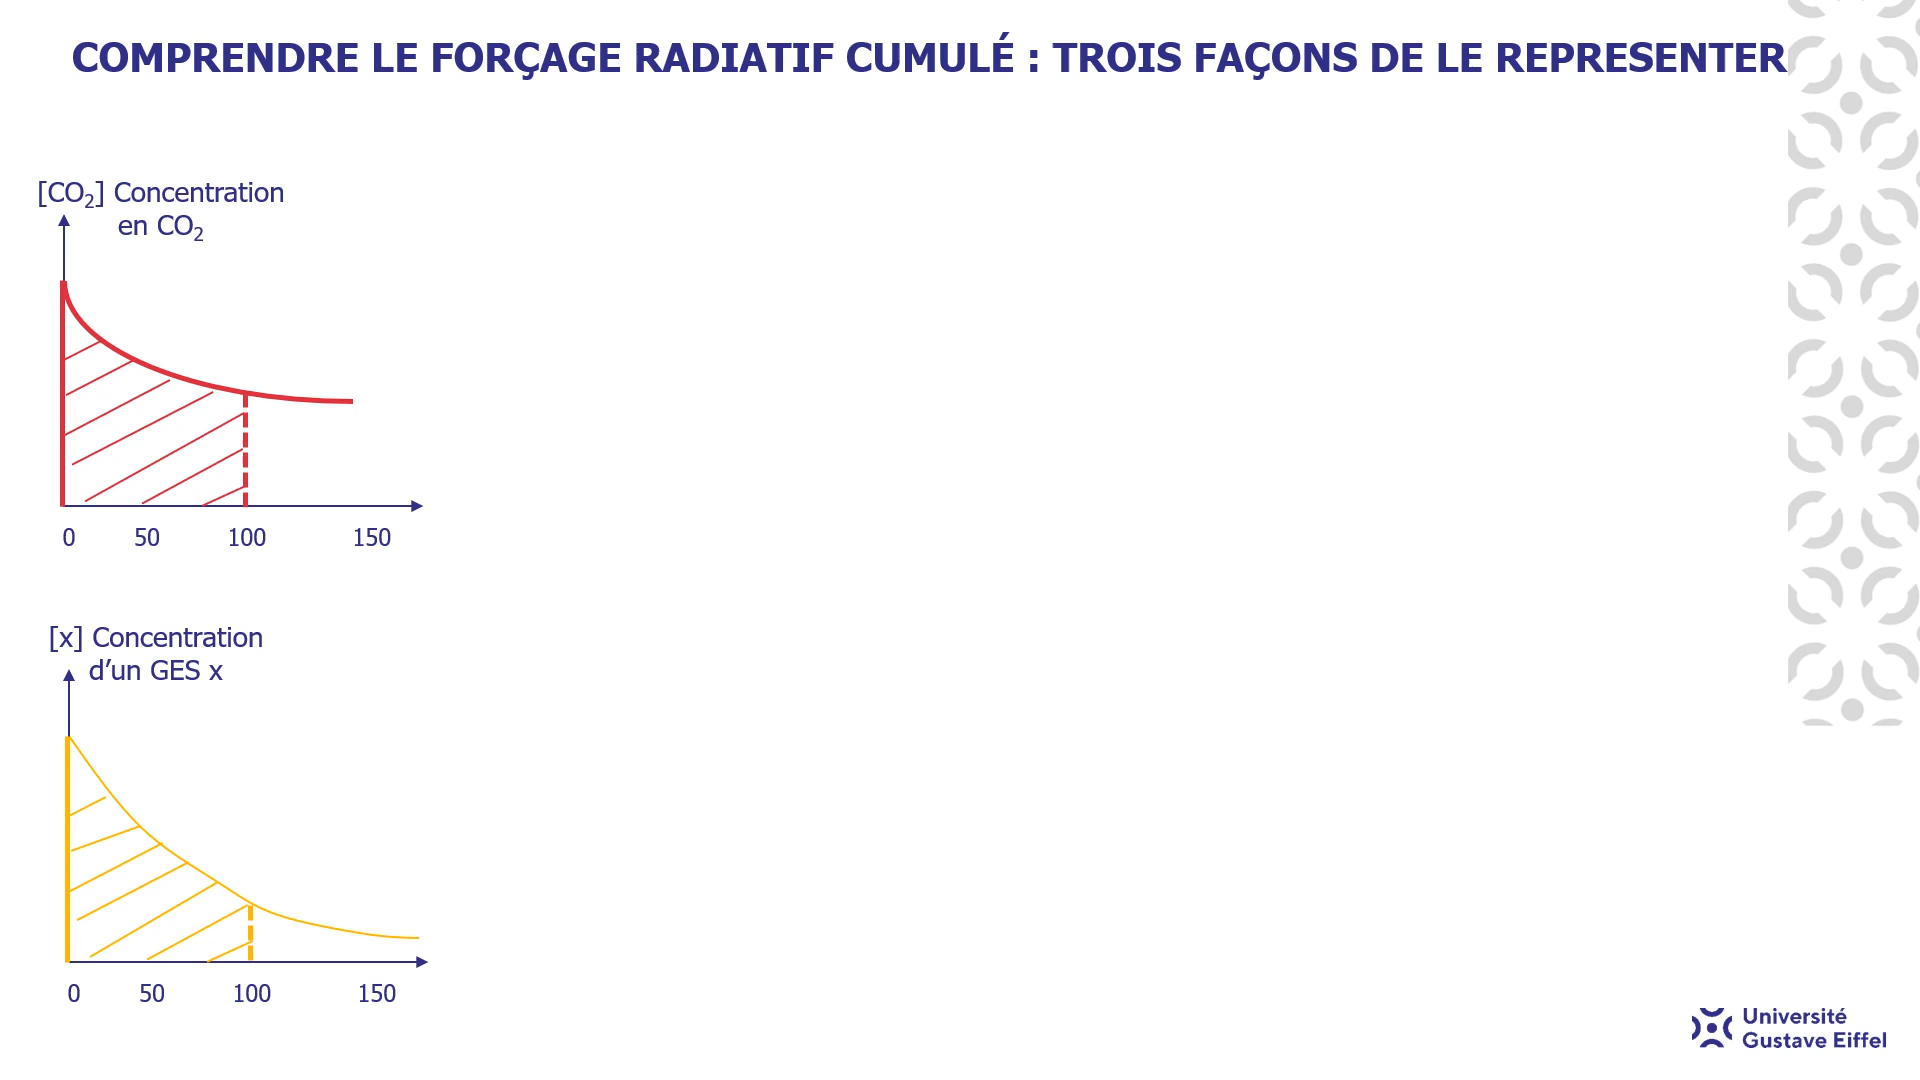 COMPRENDRE LE FORÇAGE RADIATIF CUMULÉ : TROIS FAÇONS DE LE REPRESENTER
[CO₂] Concentration
en CO₂
0 50 100 150
[x] Concentration
d’un GES x
0 50 100 150
Université
Gustave Eiffel